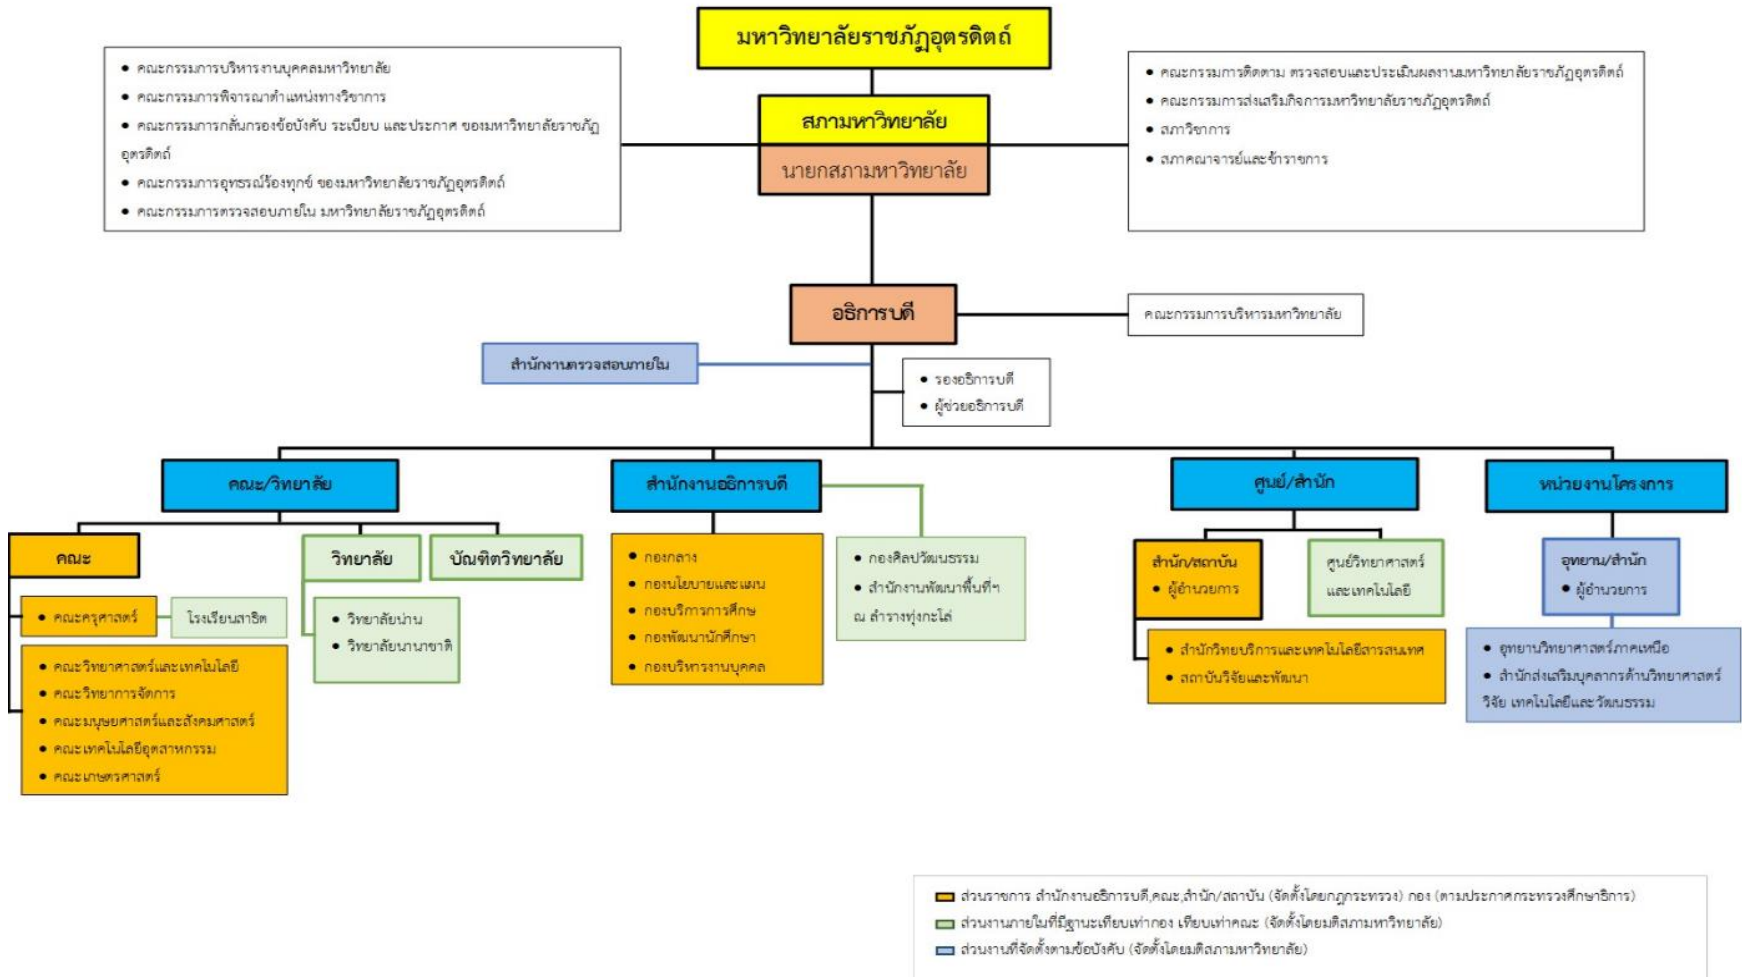 มหาวิทยาลัยราชภัฏอุตรดิตถ์
● คณะกรรมการบริหารงานบุคคลมหาวิทยาลัย
● คณะกรรมการพิจารณาตำแหน่งทางวิชาการ
● คณะกรรมการกลั่นกรองข้อบังคับ ระเบียบ และประกาศ ของมหาวิทยาลัยราชภัฏ
อุตรดิตถ์
● คณะกรรมการอุทธรณ์ร้องทุกข์ ของมหาวิทยาลัยราชภัฏอุตรดิตถ์
● คณะกรรมการตรวจสอบภายใน มหาวิทยาลัยราชภัฏอุตรดิตถ์
สภามหาวิทยาลัย
นายกสภามหาวิทยาลัย
● คณะกรรมการติดตาม ตรวจสอบและประเมินผลงานมหาวิทยาลัยราชภัฏอุตรดิตถ์
● คณะกรรมการส่งเสริมกิจการมหาวิทยาลัยราชภัฏอุตรดิตถ์
● สภาวิชาการ
● สภาคณาจารย์และข้าราชการ
อธิการบดี
คณะกรรมการบริหารมหาวิทยาลัย
สำนักงานตรวจสอบภายใน
● รองอธิการบดี
● ผู้ช่วยอธิการบดี
คณะ/วิทยาลัย
สำนักงานอธิการบดี
ศูนย์/สำนัก
หน่วยงานโครงการ
คณะ
วิทยาลัย
บัณฑิตวิทยาลัย
● คณะครุศาสตร์
โรงเรียนสาธิต
● คณะวิทยาศาสตร์และเทคโนโลยี
● คณะวิทยาการจัดการ
● คณะมนุษยศาสตร์และสังคมศาสตร์
● คณะเทคโนโลยีอุตสาหกรรม
● คณะเกษตรศาสตร์
● วิทยาลัยน่าน
● วิทยาลัยนานาชาติ
● กองกลาง
● กองนโยบายและแผน
● กองบริการการศึกษ
● กองพัฒนานักศึกษา
● กองบริหารงานบุคคล
● กองศิลปวัฒนธรรม
● สำนักงานพัฒนาพื้นที่ฯ
ณ ลำรางทุ่งกะโล่
สำนัก/สถาบัน
● ผู้อำนวยการ
ศูนย์วิทยาศาสตร์
และเทคโนโลยี
● สำนักวิทยบริการและเทคโนโลยีสารสนเทศ
● สถาบันวิจัยและพัฒนา
อุทยาน/สำนัก
● ผู้อำนวยการ
● อุทยานวิทยาศาสตร์ภาคเหนือ
● สำนักส่งเสริมบุคลากรด้านวิทยาศาสตร์
วิจัย เทคโนโลยีและวัฒนธรรม
ส่วนราชการ สำนักงานอธิการบดี,คณะ,สำนัก/สถาบัน (จัดตั้งโดยกฎกระทรวง) กอง (ตามประกาศกระทรวงศึกษาธิการ)
ส่วนงานภายในที่มีฐานะเทียบเท่ากอง เทียบเท่าคณะ (จัดตั้งโดยมติสภามหาวิทยาลัย)
ส่วนงานที่จัดตั้งตามข้อบังคับ (จัดตั้งโดยมติสภามหาวิทยาลัย)